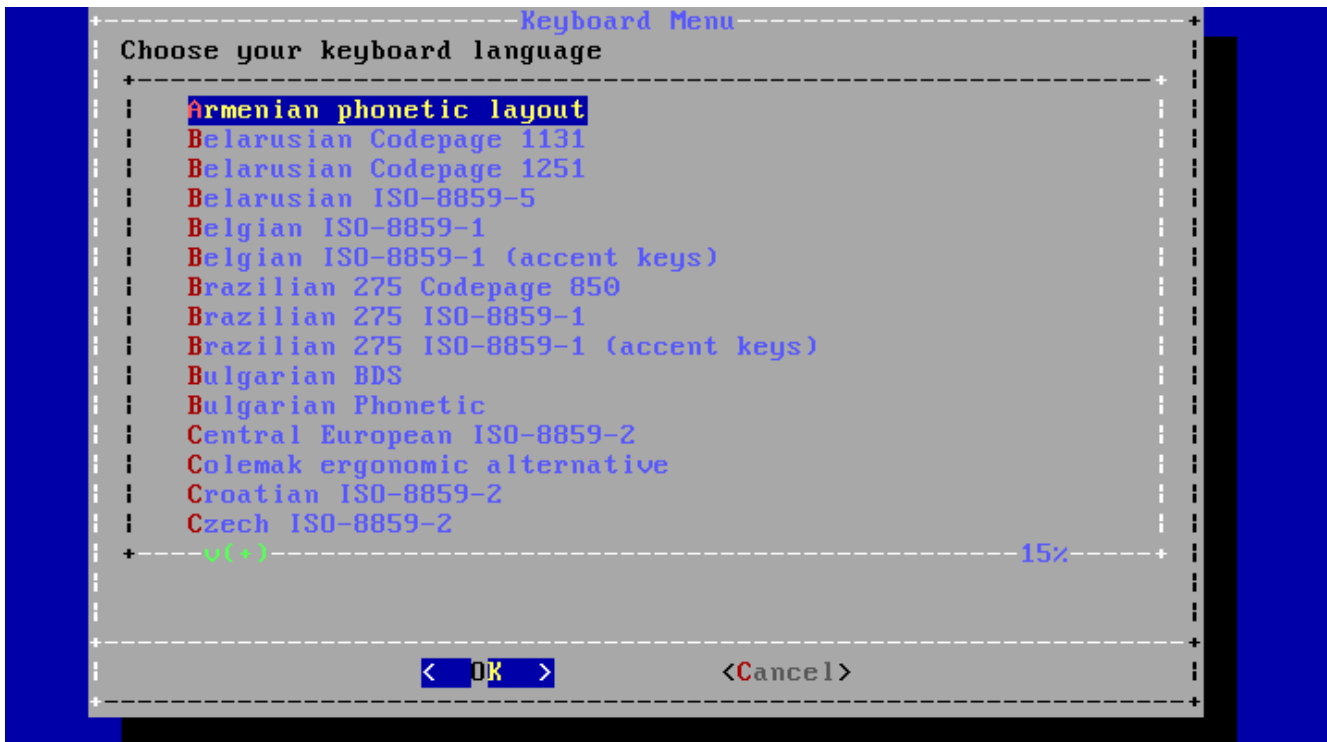 Keyboard Menu
Choose your keyboard language
Armenian phonetic layout
Belarusian Codepage 1131
Belarusian Codepage 1251
Belarusian ISO-8859-5
Belgian ISO-8859-1
Belgian ISO-8859-1 (accent keys)
Brazilian 275 Codepage 850
Brazilian 275 ISO-8859-1
Brazilian 275 ISO-8859-1 (accent keys)
Bulgarian BDS
Bulgarian Phonetic
Central European ISO-8859-2
Colemak ergonomic alternative
Croatian ISO-8859-2
Czech ISO-8859-2
v(+) 15%
< OK > <Cancel>